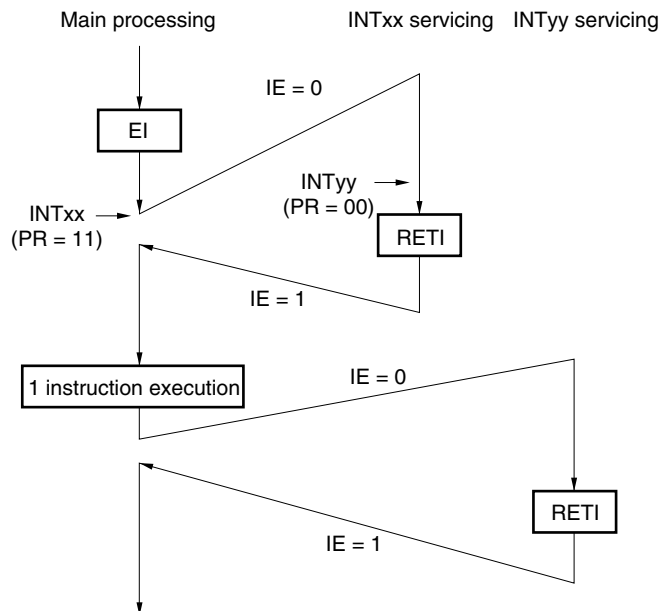 Main processing
INTxx servicing
INTyy servicing
IE = 0
EI
INTyy
(PR = 00)
INTxx
(PR = 11)
RETI
IE = 1
1 instruction execution
IE = 0
RETI
IE = 1